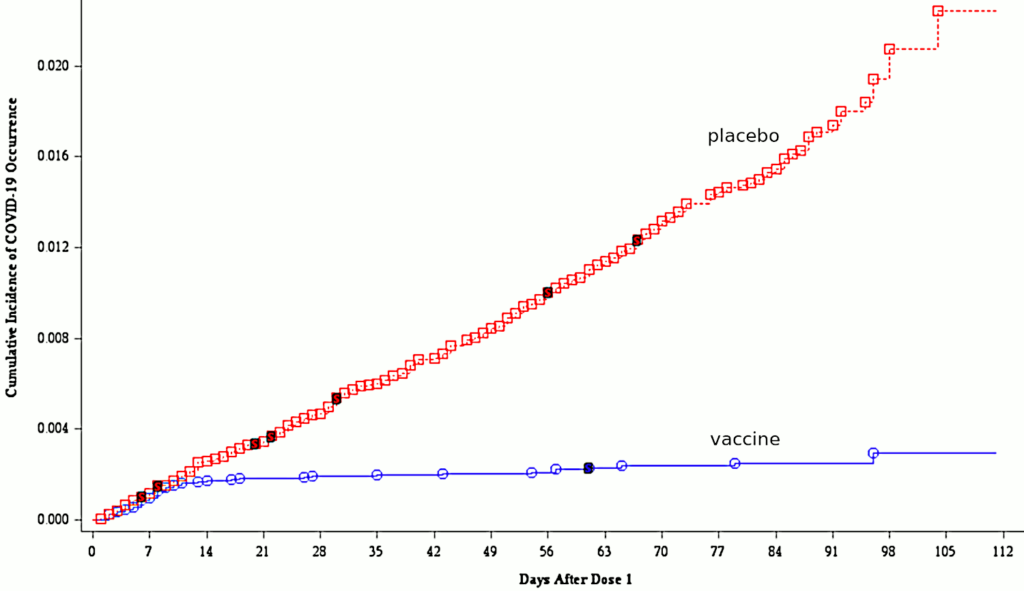 Cumulative Incidence of COVID-19 Occurrence
0.020
0.016
0.012
0.008
0.004
0.000
placebo
vaccine
0 7 14 21 28 35 42 49 56 63 70 77 84 91 98 105 112
Days After Dose 1